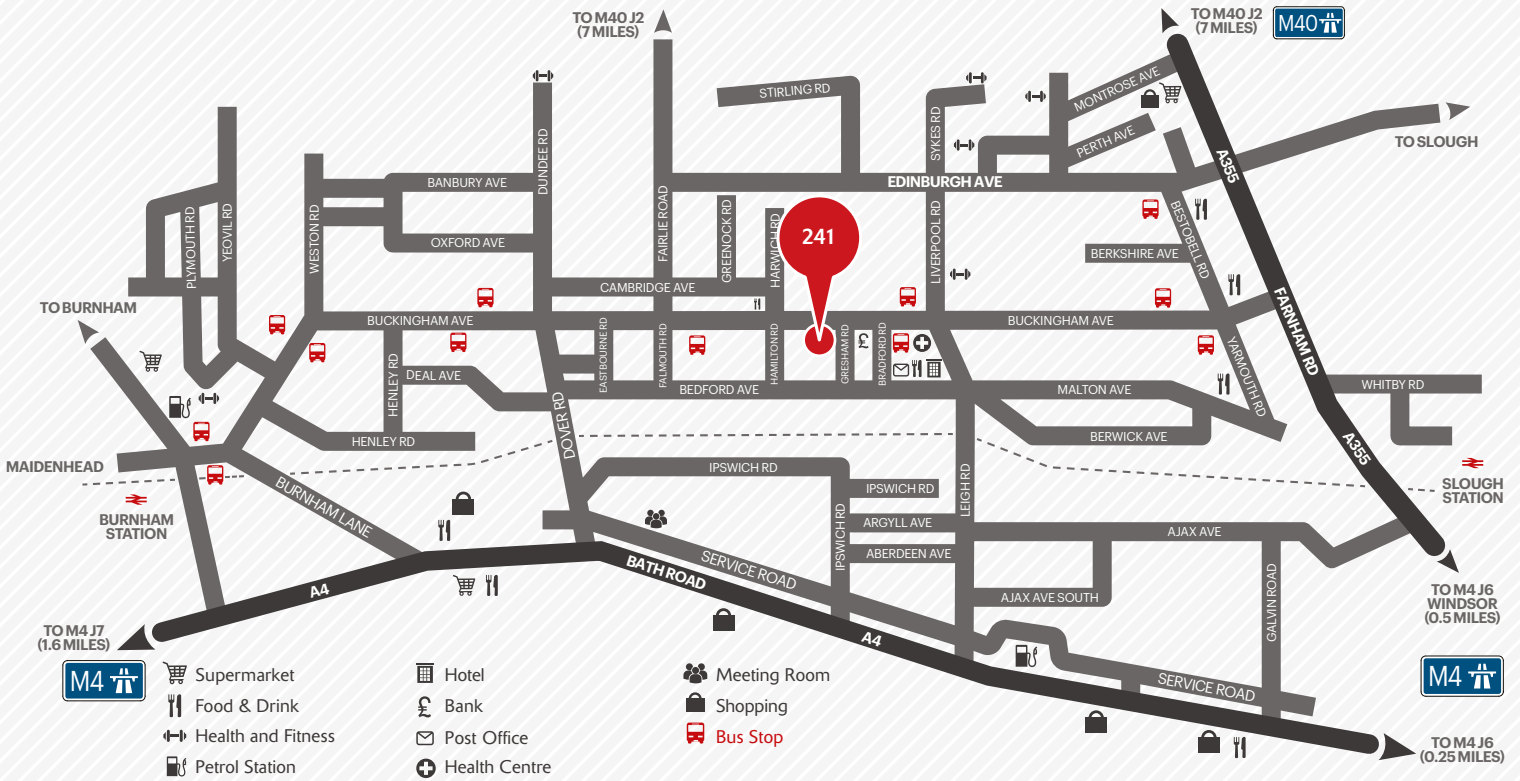 TO M40 J2
(7 MILES)
TO M40 J2
(7 MILES)
M40
STIRLING RD
MONTROSE AVE
PERTH AVE
SYKES RD
DUNDEE RD
TO SLOUGH
A355
BANBURY AVE
EDINBURGH AVE
FAIRLIE ROAD
GREENOCK RD
HARWICH RD
241
LIVERPOOL RD
BESTOBELL RD
PLYMOUTH RD
YEOVIL RD
WESTON RD
OXFORD AVE
BERKSHIRE AVE
CAMBRIDGE AVE
TO BURNHAM
BUCKINGHAM AVE
BUCKINGHAM AVE
FARNHAM RD
EASTBOURNE RD
FALMOUTH RD
HAMILTON RD
GRESHAM RD
BRADFORD RD
YARMOUTH RD
HENLEY RD
DEAL AVE
BEDFORD AVE
MALTON AVE
WHITBY RD
DOVER RD
HENLEY RD
BERWICK AVE
A355
MAIDENHEAD
IPSWICH RD
IPSWICH RD
LEIGH RD
SLOUGH
STATION
BURNHAM
STATION
BURNHAM LANE
IPSWICH RD
ARGYLL AVE
AJAX AVE
ABERDEEN AVE
SERVICE ROAD
BATH ROAD
A4
AJAX AVE SOUTH
GALVIN ROAD
TO M4 J6
WINDSOR
(0.5 MILES)
TO M4 J7
(1.6 MILES)
A4
M4
M4
SERVICE ROAD
TO M4 J6
(0.25 MILES)
Supermarket
Food & Drink
Health and Fitness
Petrol Station
Hotel
£ Bank
Post Office
Health Centre
Meeting Room
Shopping
Bus Stop
£